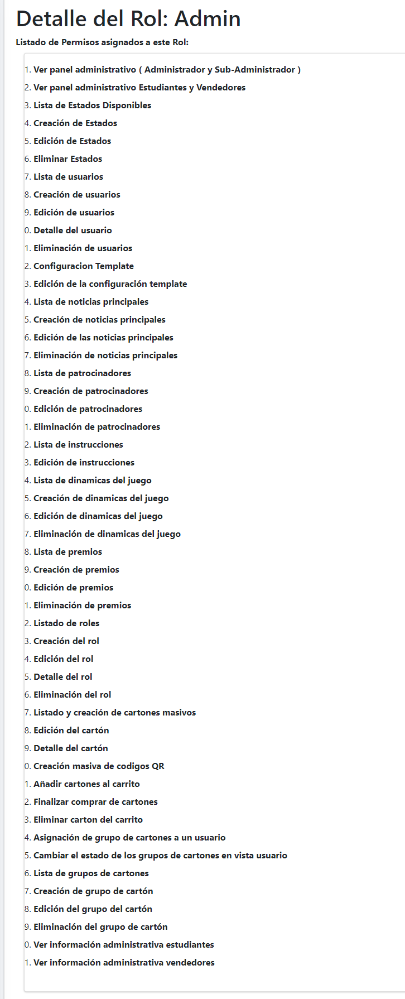 Detalle del Rol: Admin
Listado de Permisos asignados a este Rol:
1. Ver panel administrativo ( Administrador y Sub-Administrador )
2. Ver panel administrativo Estudiantes y Vendedores
3. Lista de Estados Disponibles
4. Creación de Estados
5. Edición de Estados
6. Eliminar Estados
7. Lista de usuarios
8. Creación de usuarios
9. Edición de usuarios
0. Detalle del usuario
1. Eliminación de usuarios
2. Configuracion Template
3. Edición de la configuración template
4. Lista de noticias principales
5. Creación de noticias principales
6. Edición de las noticias principales
7. Eliminación de noticias principales
8. Lista de patrocinadores
9. Creación de patrocinadores
0. Edición de patrocinadores
1. Eliminación de patrocinadores
2. Lista de instrucciones
3. Edición de instrucciones
4. Lista de dinamicas del juego
5. Creación de dinamicas del juego
6. Edición de dinamicas del juego
7. Eliminación de dinamicas del juego
8. Lista de premios
9. Creación de premios
0. Edición de premios
1. Eliminación de premios
2. Listado de roles
3. Creación del rol
4. Edición del rol
5. Detalle del rol
6. Eliminación del rol
7. Listado y creación de cartones masivos
8. Edición del cartón
9. Detalle del cartón
0. Creación masiva de codigos QR
1. Añadir cartones al carrito
2. Finalizar comprar de cartones
3. Eliminar carton del carrito
4. Asignación de grupo de cartones a un usuario
5. Cambiar el estado de los grupos de cartones en vista usuario
6. Lista de grupos de cartones
7. Creación de grupo de cartón
8. Edición del grupo del cartón
9. Eliminación del grupo de cartón
0. Ver información administrativa estudiantes
1. Ver información administrativa vendedores